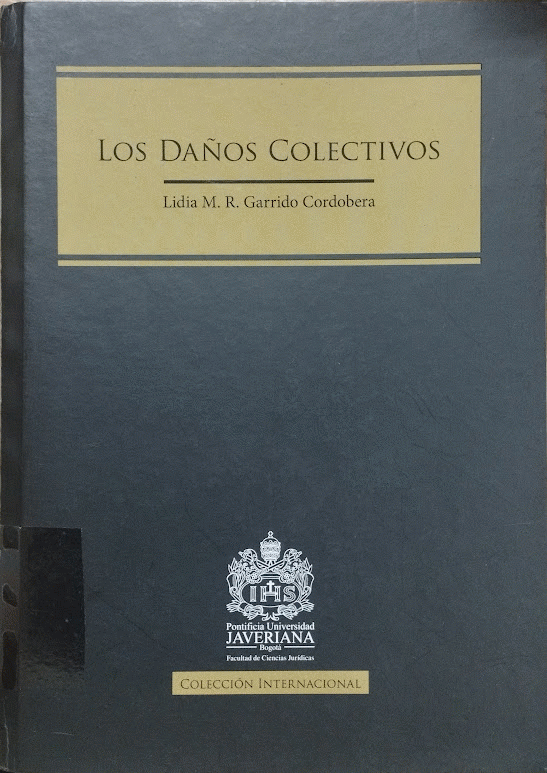 LOS DAÑOS COLECTIVOS
Lidia M. R. Garrido Cordobera
IHS
Pontificia Universidad
JAVERIANA
Bogotá
Facultad de Ciencias Jurídicas
COLECCIÓN INTERNACIONAL